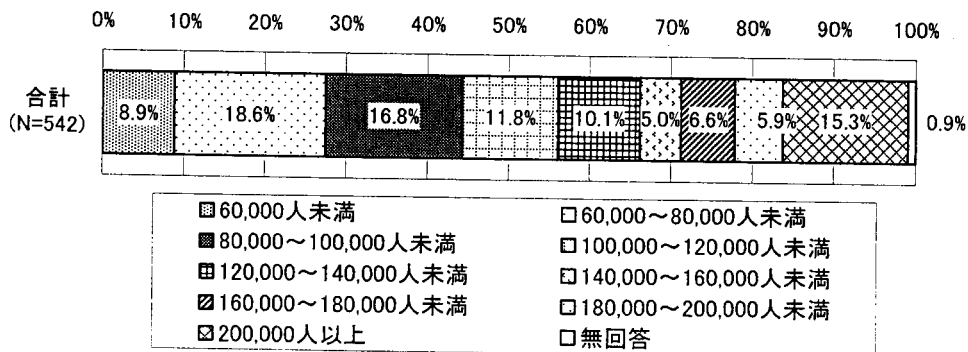 0% 10% 20% 30% 40% 50% 60% 70% 80% 90% 100%
合計
(N=542)
8.9% 18.6% 16.8% 11.8% 10.1% 5.0% 6.6% 5.9% 15.3% 0.9%
60,000人未満 60,000～80,000人未満
80,000～100,000人未満 100,000～120,000人未満
120,000～140,000人未満 140,000～160,000人未満
160,000～180,000人未満 180,000～200,000人未満
200,000人以上 無回答